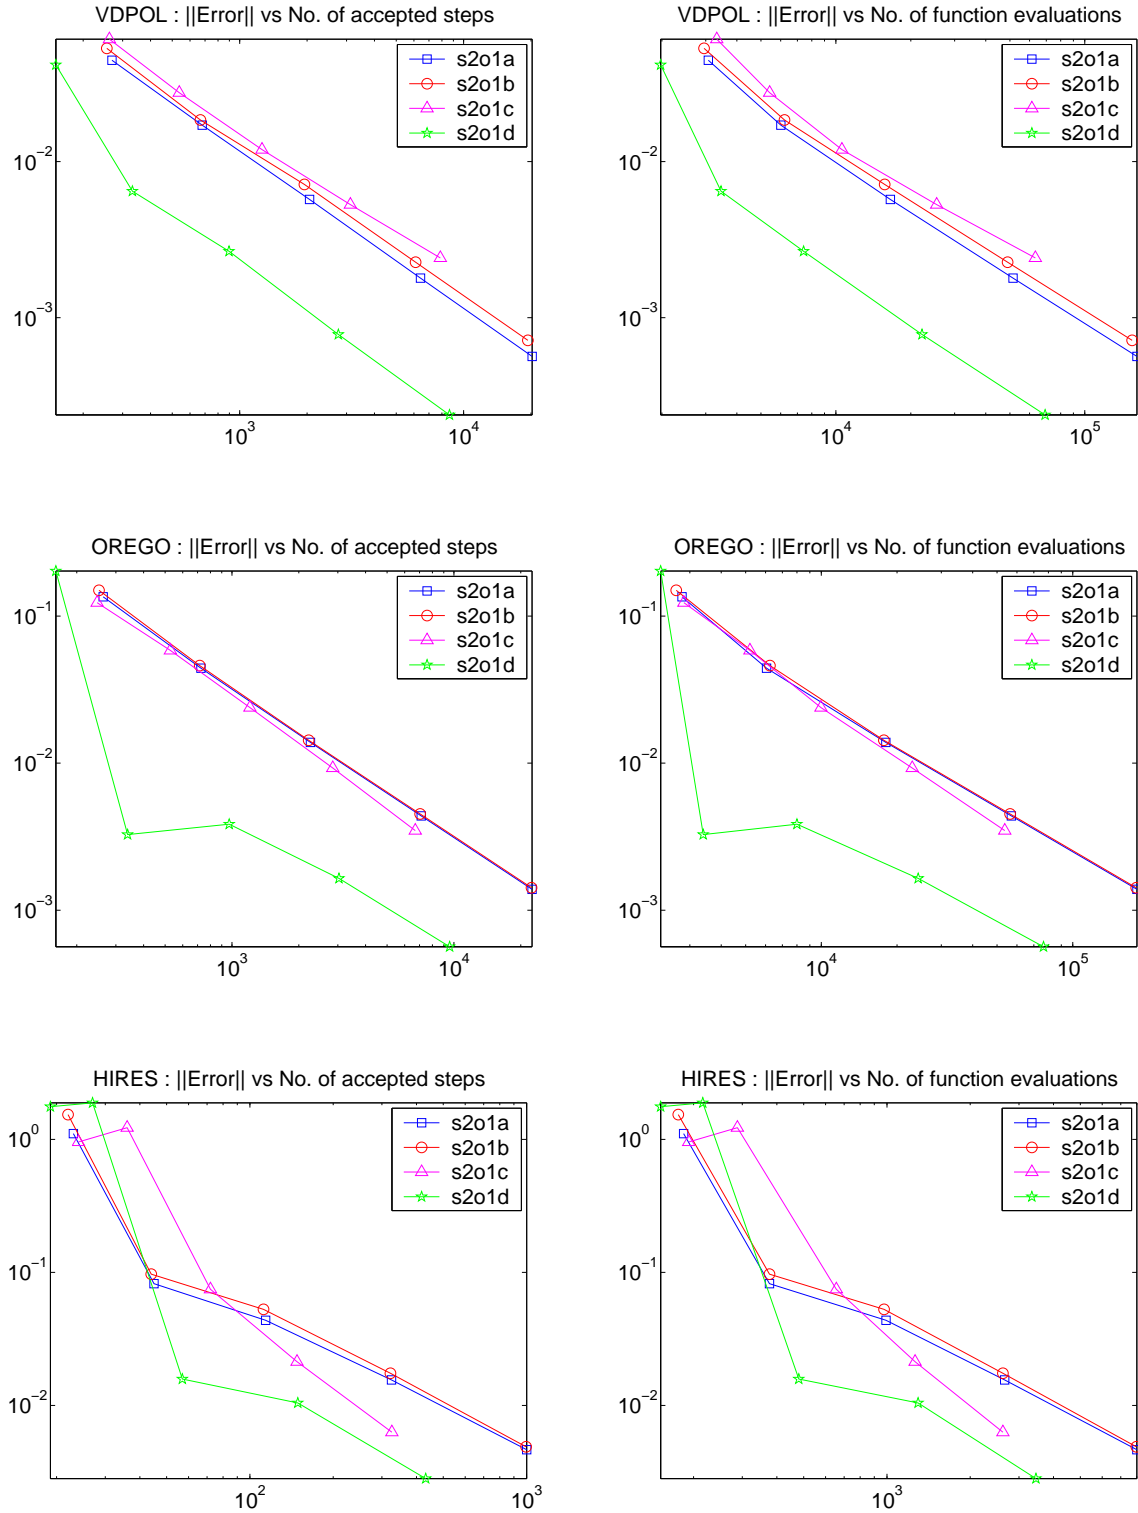 VDPOL : ||Error|| vs No. of accepted steps
s2o1a
s2o1b
s2o1c
s2o1d
10^−2
10^−3
10^3
10^4
VDPOL : ||Error|| vs No. of function evaluations
s2o1a
s2o1b
s2o1c
s2o1d
10^−2
10^−3
10^4
10^5
OREGO : ||Error|| vs No. of accepted steps
s2o1a
s2o1b
s2o1c
s2o1d
10^−1
10^−2
10^−3
10^3
10^4
OREGO : ||Error|| vs No. of function evaluations
s2o1a
s2o1b
s2o1c
s2o1d
10^−1
10^−2
10^−3
10^4
10^5
HIRES : ||Error|| vs No. of accepted steps
s2o1a
s2o1b
s2o1c
s2o1d
10^0
10^−1
10^−2
10^2
10^3
HIRES : ||Error|| vs No. of function evaluations
s2o1a
s2o1b
s2o1c
s2o1d
10^0
10^−1
10^−2
10^3